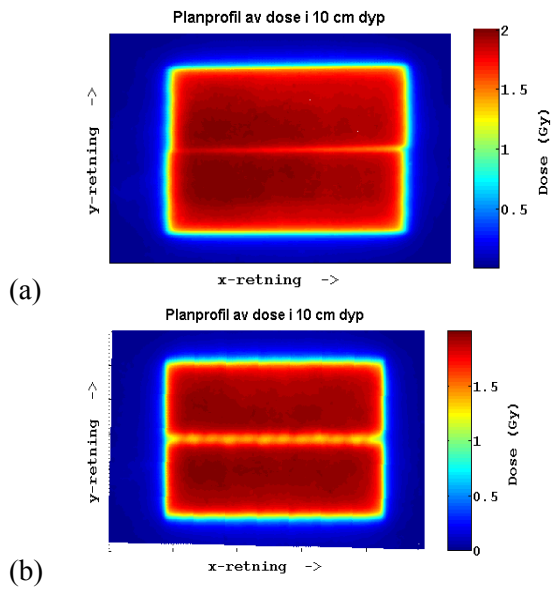 Planprofil av dose i 10 cm dyp
y-retning ->
2
1.5
1
0.5
Dose (Gy)
x-retning ->
(a)
Planprofil av dose i 10 cm dyp
y-retning ->
1.5
1
0.5
0
Dose (Gy)
x-retning ->
(b)